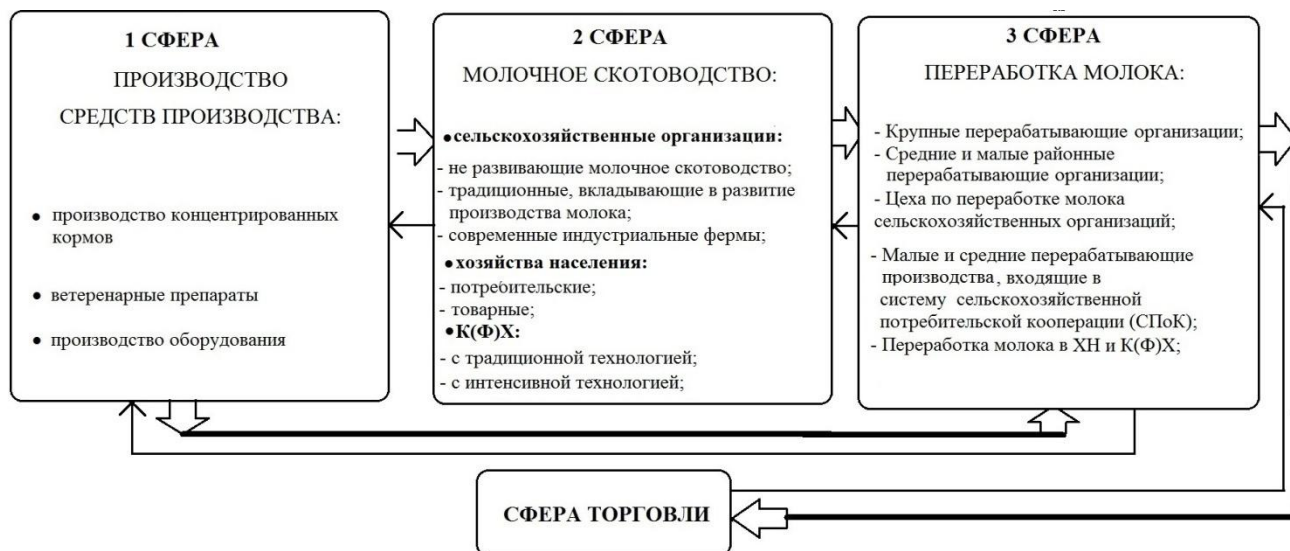 1 СФЕРА
ПРОИЗВОДСТВО
СРЕДСТВ ПРОИЗВОДСТВА:
● производство концентрированных
кормов
● ветеренарные препараты
● производство оборудования
2 СФЕРА
МОЛОЧНОЕ СКОТОВОДСТВО:
●сельскохозяйственные организации:
- не развивающие молочное скотоводство;
- традиционные, вкладывающие в развитие
производства молока;
- современные индустриальные фермы;
●хозяйства населения:
- потребительские;
- товарные;
●К(Ф)Х:
- с традиционной технологией;
- с интенсивной технологией;
3 СФЕРА
ПЕРЕРАБОТКА МОЛОКА:
- Крупные перерабатывающие организации;
- Средние и малые районные
перерабатывающие организации;
- Цеха по переработке молока
сельскохозяйственных организаций;
- Малые и средние перерабатывающие
производства, входящие в
систему сельскохозяйственной
потребительской кооперации (СПоК);
- Переработка молока в ХН и К(Ф)Х;
СФЕРА ТОРГОВЛИ